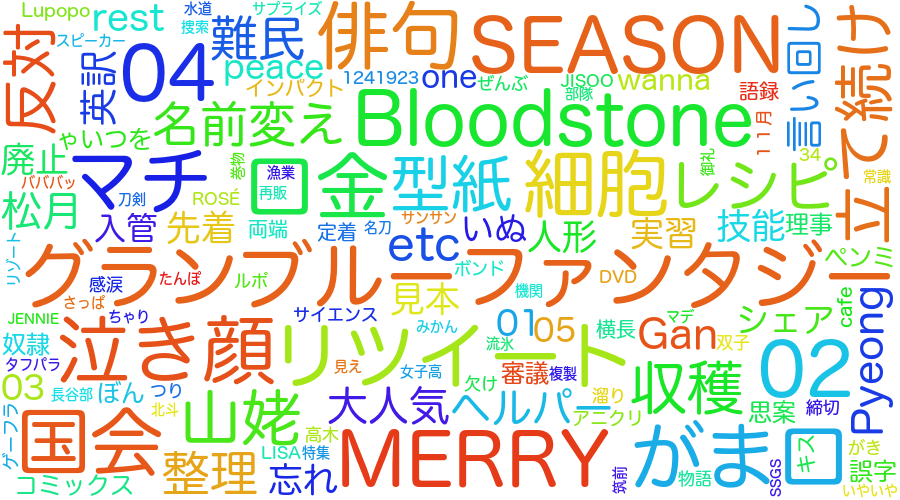 Lupopo
rest
水道
捜索
サプライズ
スピーカー
難民
俳句
SEASON
反対
英訳
04
peace
インパクト
1241923
one
ぜんぶ
JISOO
部隊
wanna
語録
言い回し
立て続け
名前変え
Bloodstone
11月
ゃいつを
廃止
バババッ
マチ
巻物
漁業
再販
ROSÉ
刀剣
口
金
型紙
細胞
レシピ
御礼
34
常識
松月
入管
先着
両端
定着
名刀
サンサン
etc
いぬ
人形
実習
技能
理事
ペンミ
リゾート
グランブルーファンタジー
感涙
たんぽ
ルポ
ボンド
機関
DVD
さっぱ
見本
JENNIE
ちゃり
サイエンス
みかん
01
流氷
05
横長
Gan
マデ
双子
シェア
cafe
Pyeong
奴隷
タフパラ
泣き顔
リツイート
見え
女子高
欠け
審議
複製
収穫
02
03
長谷部
ぼん
つり
北斗
山姥
大人気
ヘルパー
溜り
アニクリ
思案
締切
ゲーフラ
国会
整理
高木
LISA
特集
忘れ
MERRY
筑前
がま
物語
口
キス
SSGS
がき
誤字
いやいや
コミックス